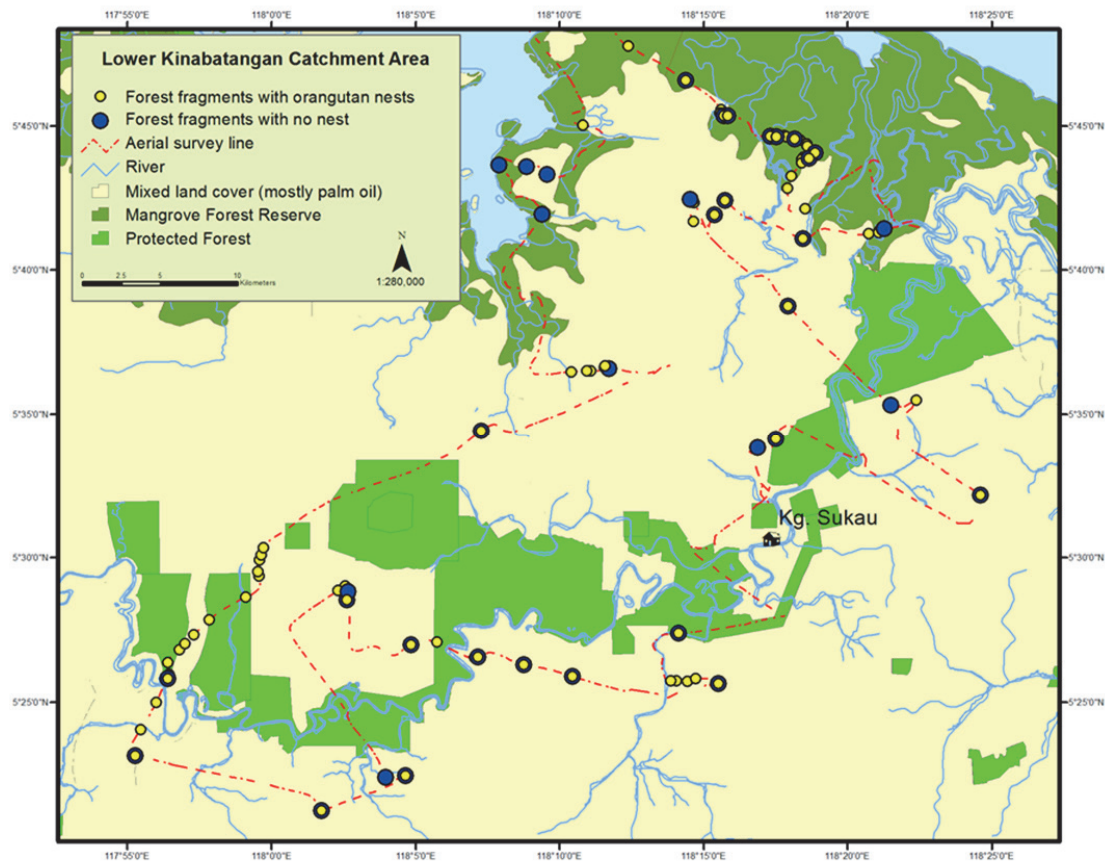 117°55'0"E 118°0'0"E 118°5'0"E 118°10'0"E 118°15'0"E 118°20'0"E 118°25'0"E
Lower Kinabatangan Catchment Area
Forest fragments with orangutan nests
Forest fragments with no nest
Aerial survey line
River
Mixed land cover (mostly palm oil)
Mangrove Forest Reserve
Protected Forest
N
0 2.5 5 10
Kilometers
1:280,000
5°45'0"N 5°45'0"N
5°40'0"N 5°40'0"N
5°35'0"N 5°35'0"N
Kg. Sukau
5°30'0"N 5°30'0"N
5°25'0"N 5°25'0"N
117°55'0"E 118°0'0"E 118°5'0"E 118°10'0"E 118°15'0"E 118°20'0"E 118°25'0"E